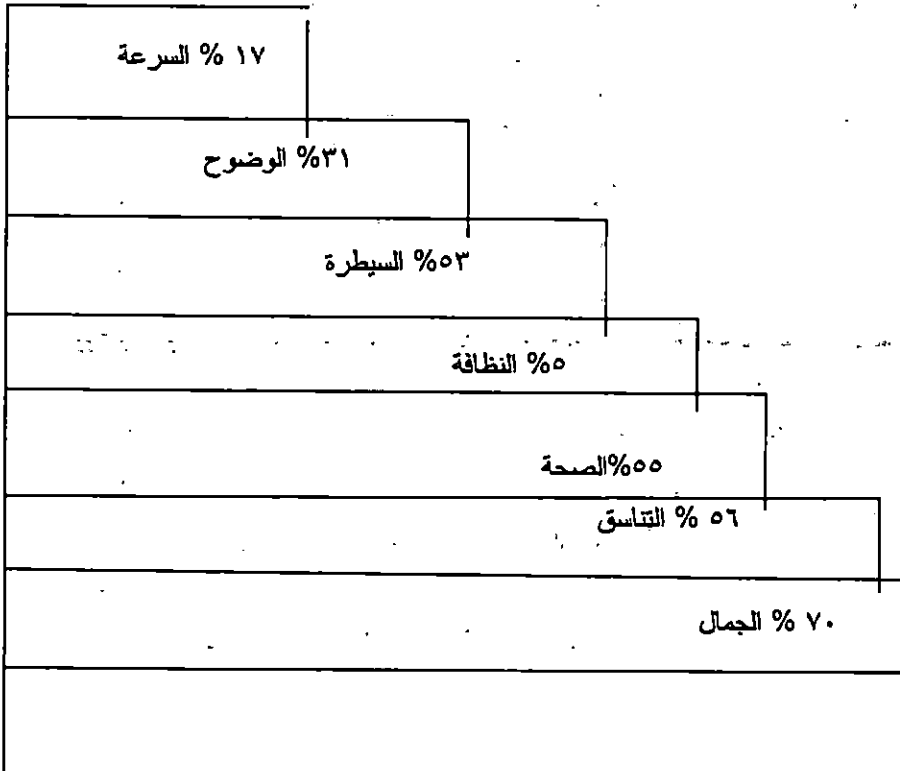 ١٧ % السرعة
٣١% الوضوح
٥٣% السيطرة
٥% النظافة
٥٥%الصحة
٥٦ % التناسق
٧٠ % الجمال